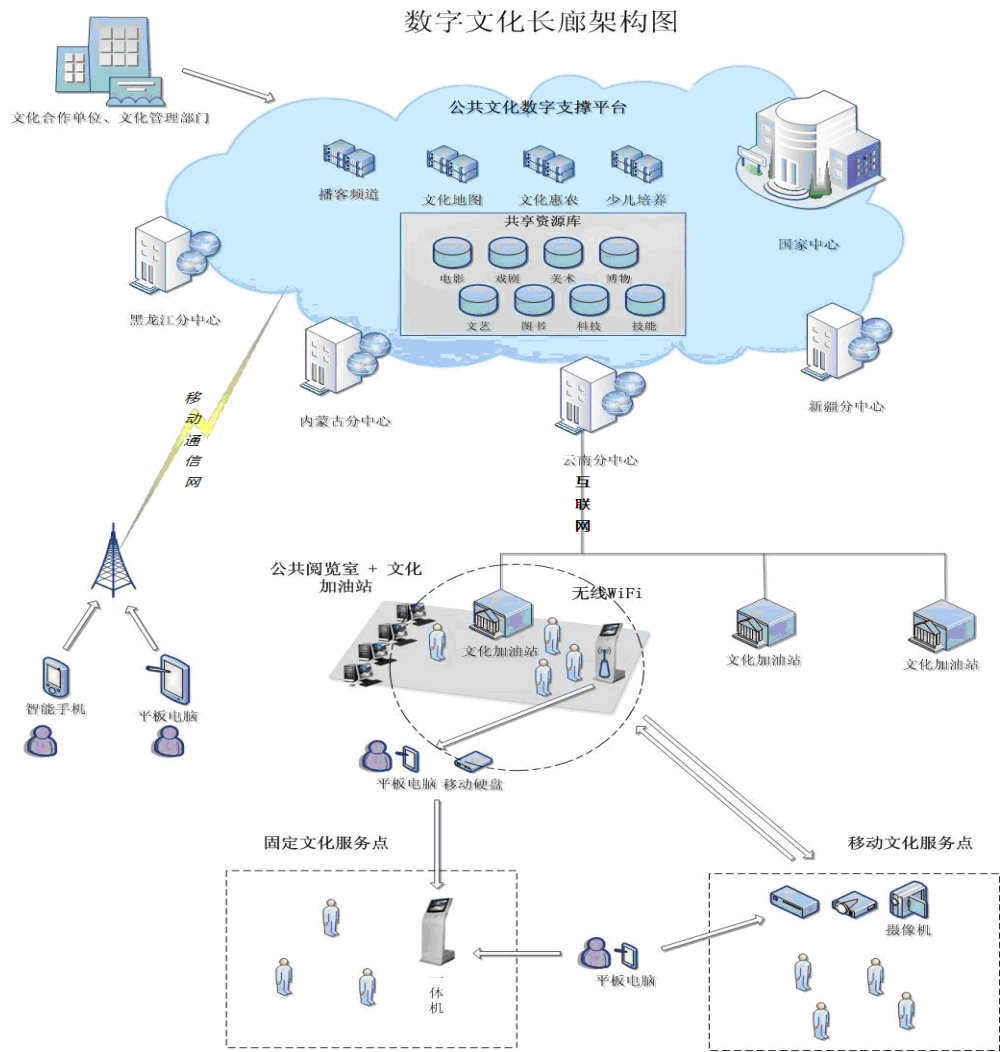 数字文化长廊架构图
文化合作单位、文化管理部门
公共文化数字支撑平台
播客频道
文化地图
文化惠农
少儿培养
国家中心
共享资源库
电影
戏剧
美术
博物
文艺
图书
科技
技能
黑龙江分中心
内蒙古分中心
云南分中心
新疆分中心
移
动
通
信
网
互
联
网
公共阅览室 + 文化
加油站
无线WiFi
文化加油站
文化加油站
文化加油站
智能手机
平板电脑
平板电脑
移动硬盘
固定文化服务点
移动文化服务点
摄像机
平板电脑
一
休
机